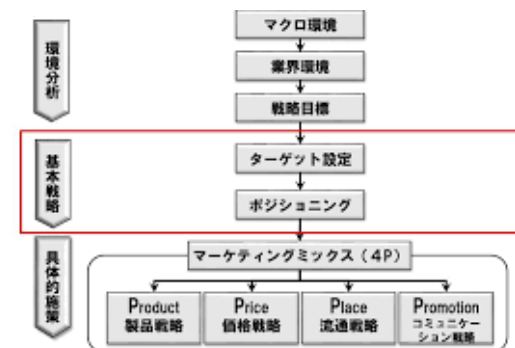 環境分析
マクロ環境
業界環境
戦略目標
基本戦略
ターゲット設定
ポジショニング
具体的施策
マーケティングミックス(4P)
Product
製品戦略
Price
価格戦略
Place
流通戦略
Promotion
コミュニケー
ション戦略